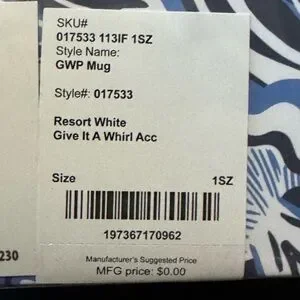 SKU#
017533 113IF 1SZ
Style Name:
GWP Mug
Style#: 017533
Resort White
Give It A Whirl Acc
Size 1SZ
197367170962
Manufacturer's Suggested Price
MFG price: $0.00
230